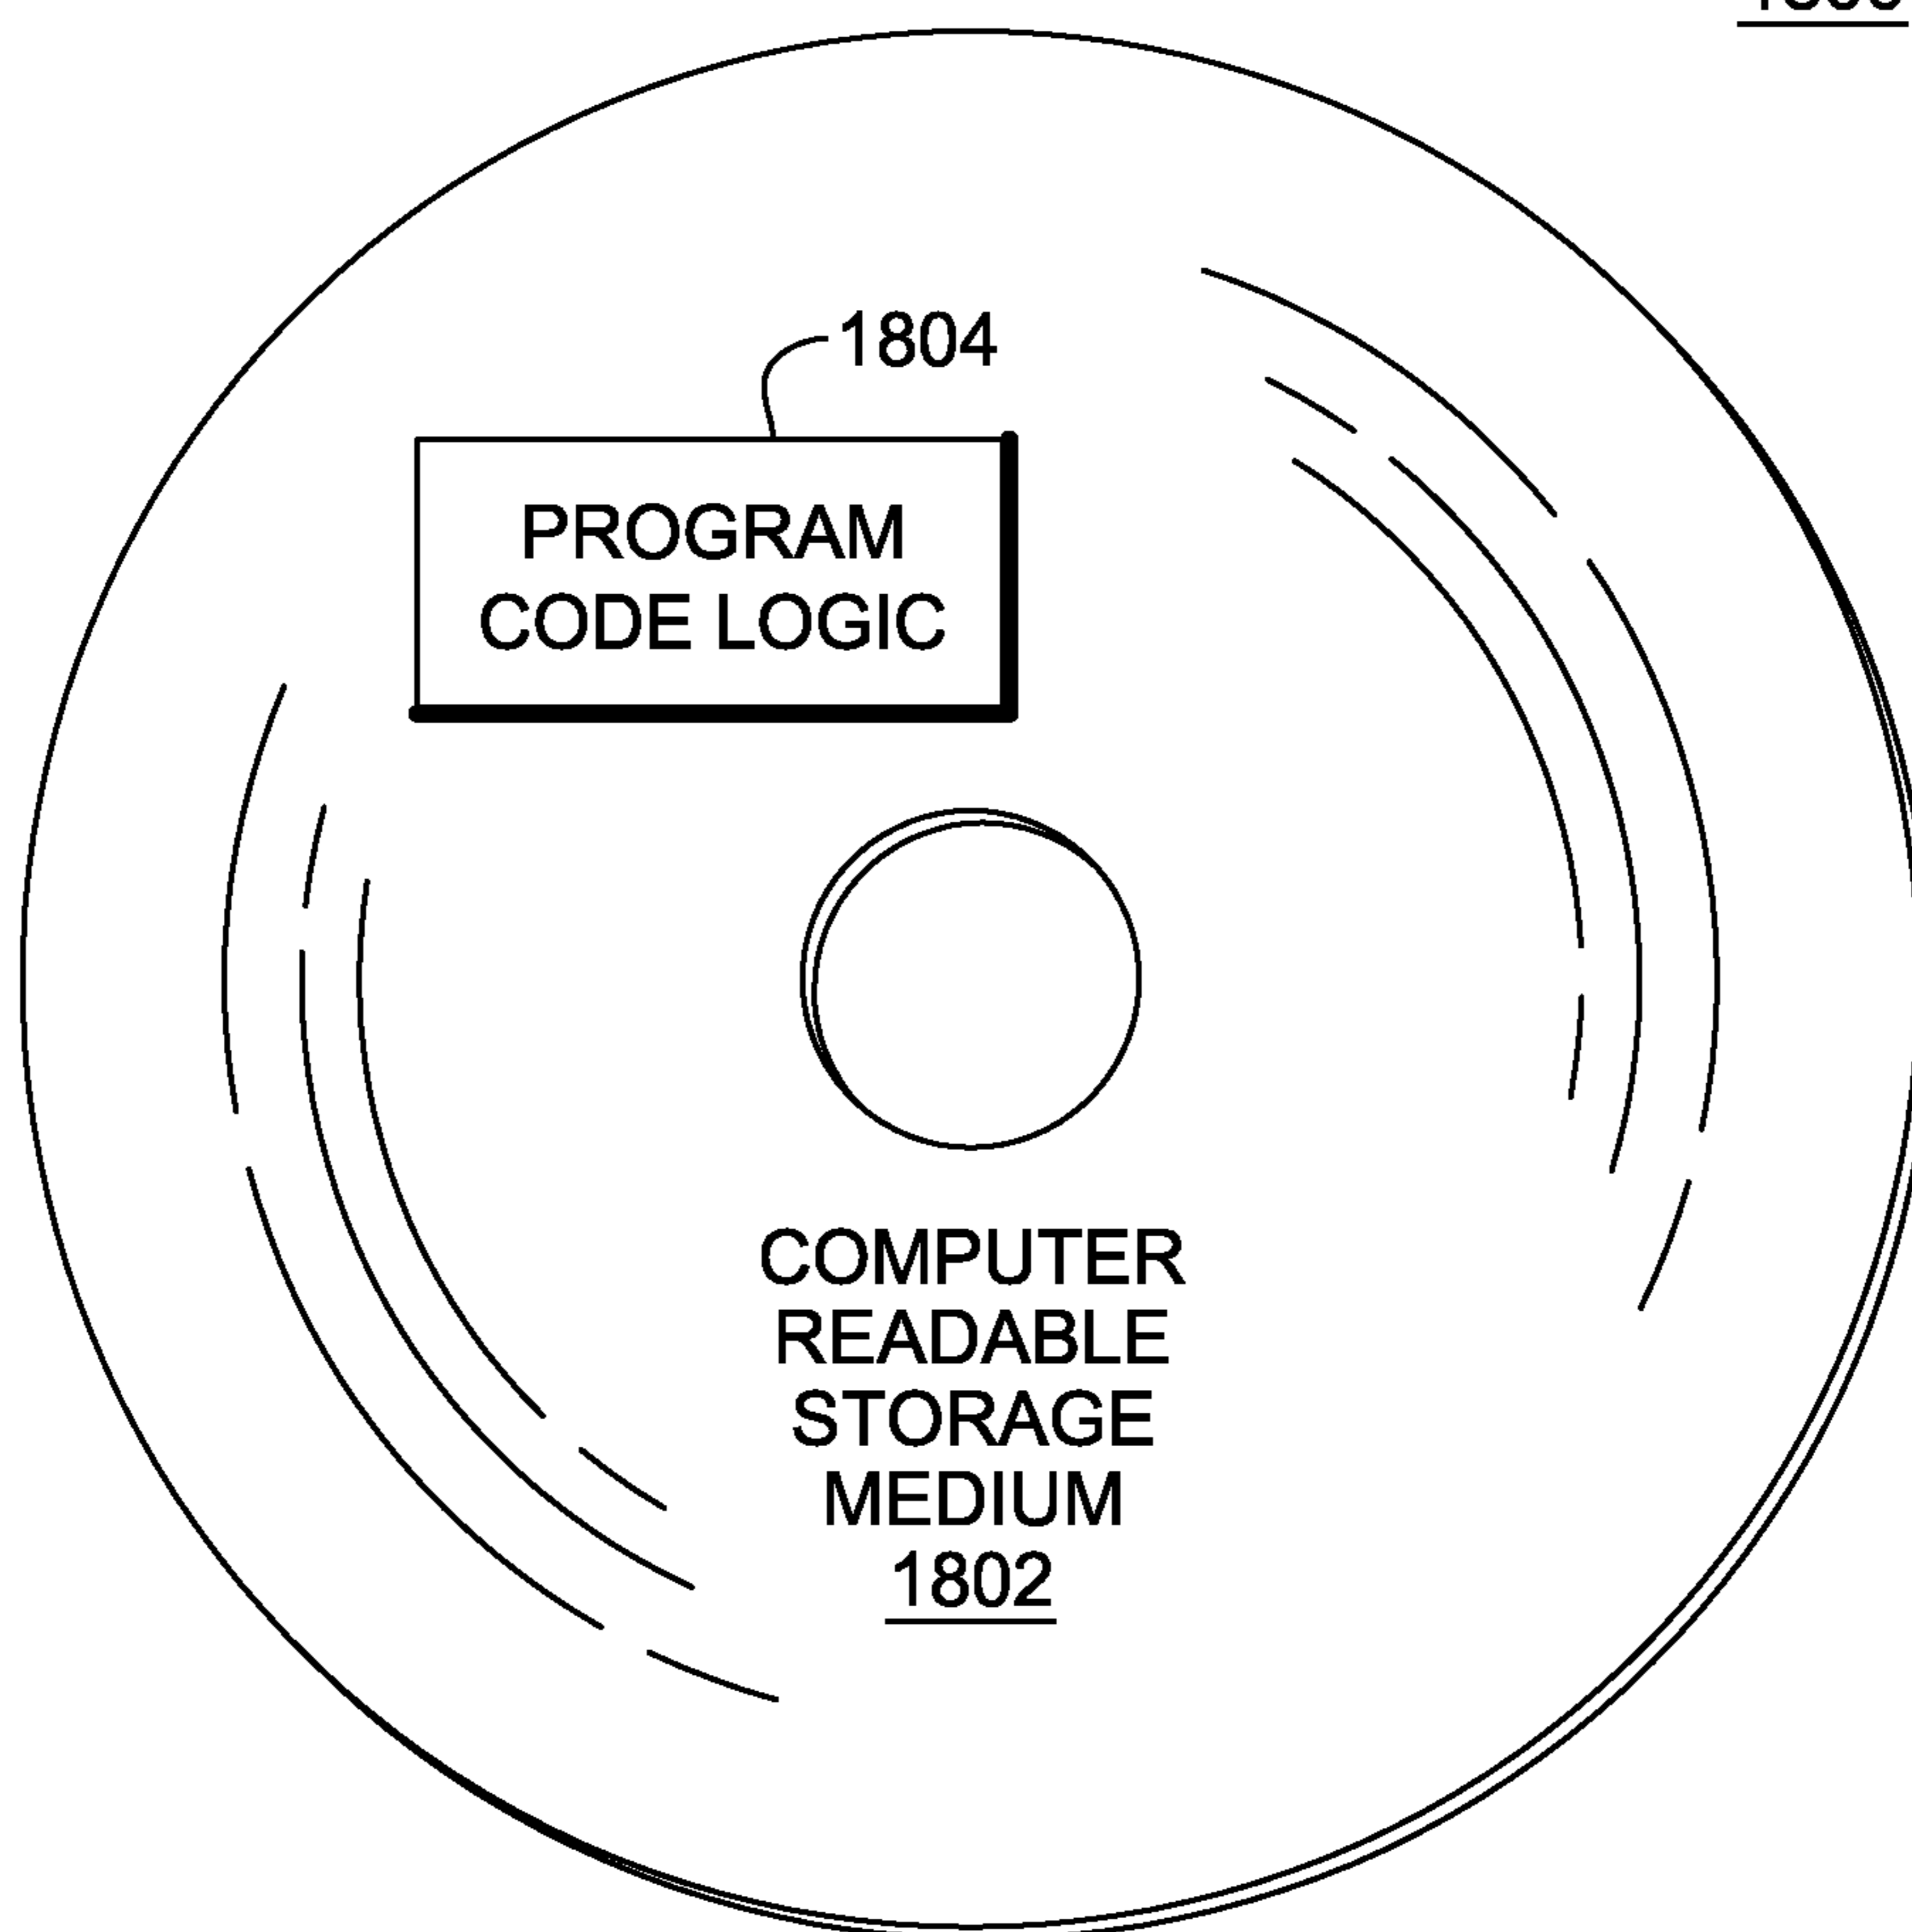 1804
PROGRAM
CODE LOGIC
COMPUTER
READABLE
STORAGE
MEDIUM
1802